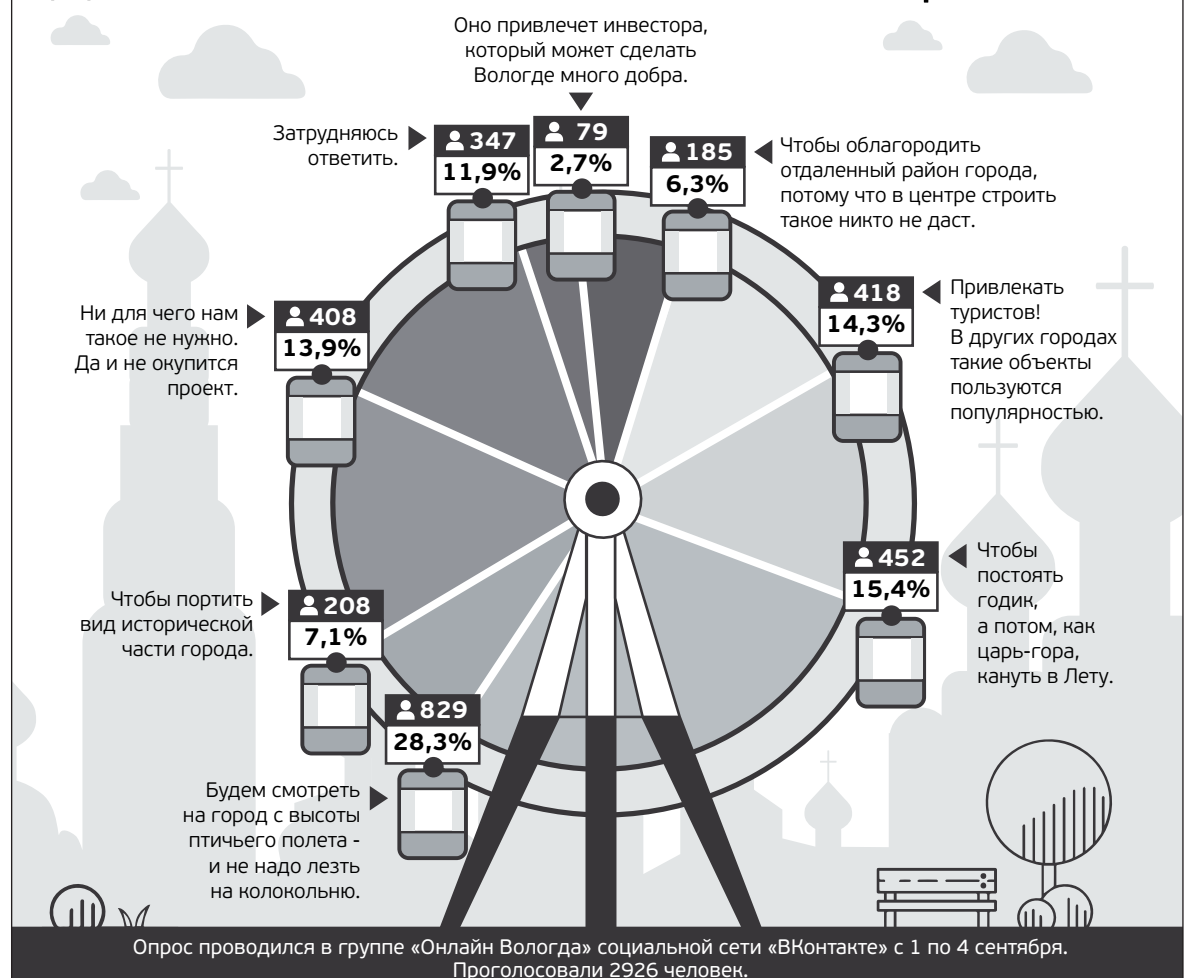 Оно привлечет инвестора,
который может сделать
Вологде много добра.
79
2,7%
Затрудняюсь
ответить.
347
11,9%
185
6,3%
Чтобы облагородить
отдаленный район города,
потому что в центре строить
такое никто не даст.
Ни для чего нам
такое не нужно.
Да и не окупится
проект.
408
13,9%
418
14,3%
Привлекать
туристов!
В других городах
такие объекты
пользуются
популярностью.
452
15,4%
Чтобы
постоять
годик,
а потом, как
царь-гора,
кануть в Лету.
Чтобы портить
вид исторической
части города.
208
7,1%
829
28,3%
Будем смотреть
на город с высоты
птичьего полета -
и не надо лезть
на колокольню.
Опрос проводился в группе «Онлайн Вологда» социальной сети «ВКонтакте» с 1 по 4 сентября.
Проголосовали 2926 человек.